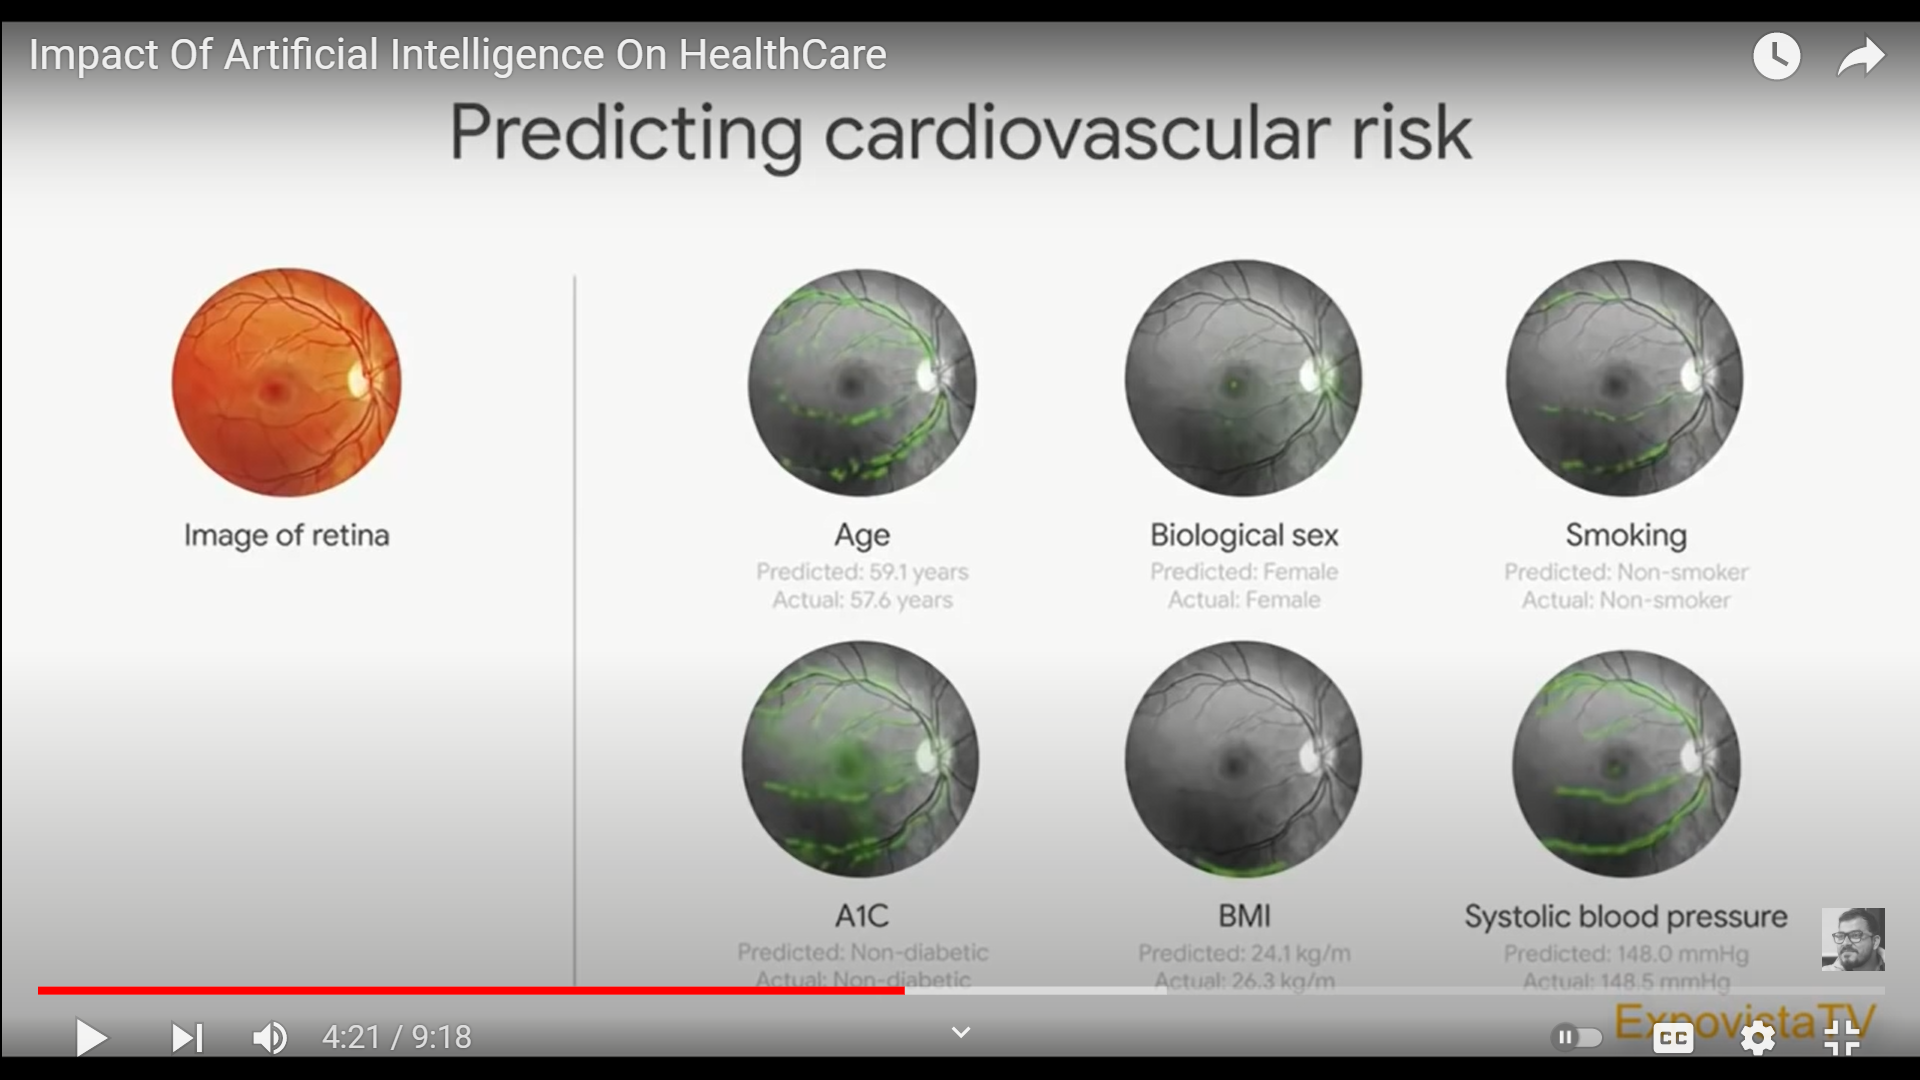 Impact Of Artificial Intelligence On HealthCare
Predicting cardiovascular risk
Image of retina
Age
Predicted: 59.1 years
Actual: 57.6 years
Biological sex
Predicted: Female
Actual: Female
Smoking
Predicted: Non-smoker
Actual: Non-smoker
A1C
Predicted: Non-diabetic
Actual: Non-diabetic
BMI
Predicted: 24.1 kg/m
Actual: 26.3 kg/m
Systolic blood pressure
Predicted: 148.0 mmHg
Actual: 148.5 mmHg
ExpovistaTV
4:21 / 9:18
CC